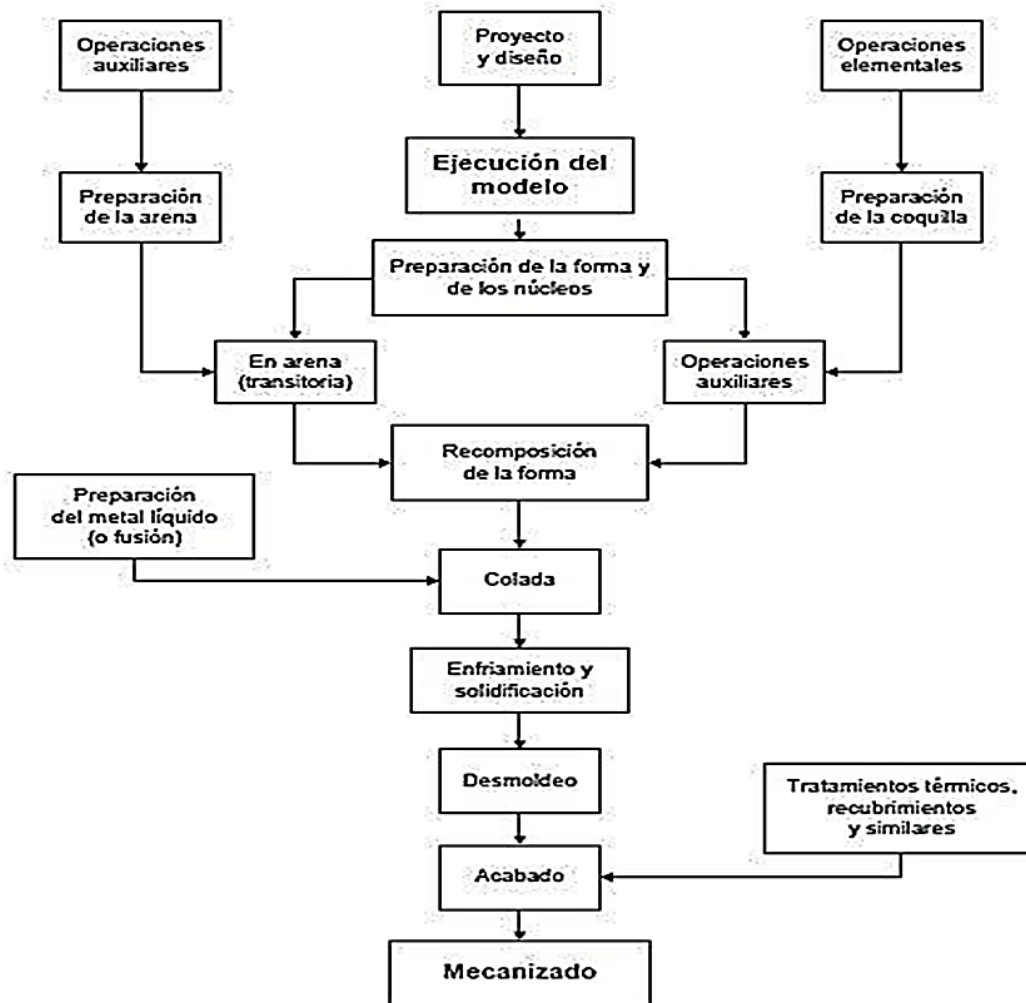 Operaciones
auxiliares
Proyecto
y diseño
Operaciones
elementales
Ejecución del
modelo
Preparación
de la arena
Preparación
de la coquilla
Preparación de la forma y
de los núcleos
En arena
(transitoria)
Operaciones
auxiliares
Recomposición
de la forma
Preparación
del metal líquido
(o fusión)
Colada
Enfriamiento y
solidificación
Desmoldeo
Tratamientos térmicos,
recubrimientos
y similares
Acabado
Mecanizado